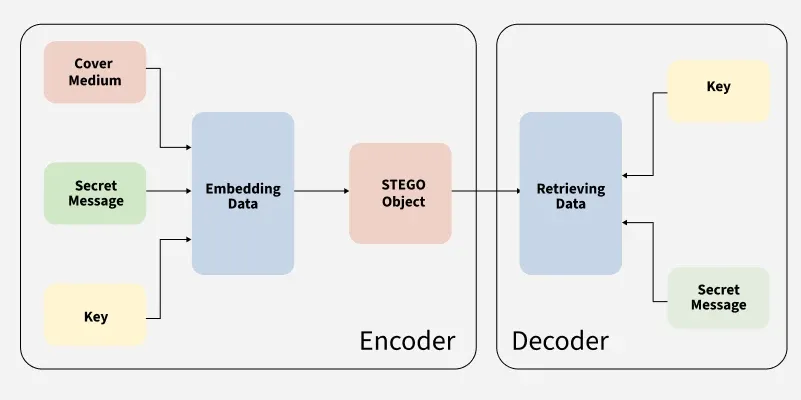 Cover
Medium
Secret
Message
Key
Embedding
Data
STEGO
Object
Encoder
Retrieving
Data
Key
Secret
Message
Decoder